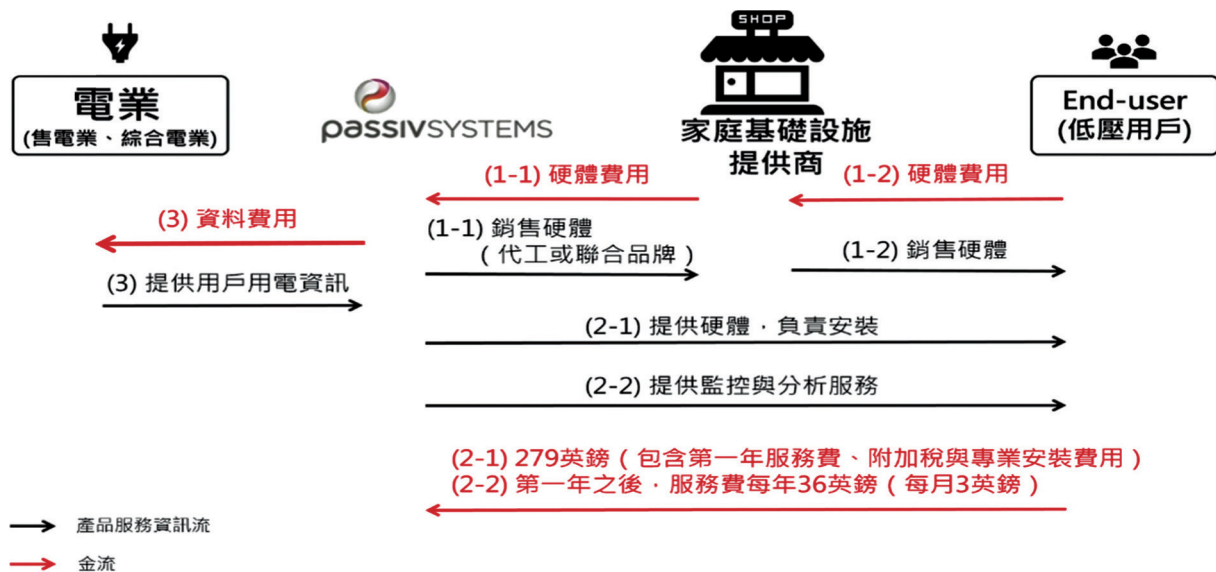 SHOP
電業
(售電業、綜合電業)
PASSIVSYSTEMS
家庭基礎設施
提供商
End-user
(低壓用戶)
(1-1) 硬體費用
(1-2) 硬體費用
(3) 資料費用
(1-1) 銷售硬體
(代工或聯合品牌)
(1-2) 銷售硬體
(3) 提供用戶用電資訊
(2-1) 提供硬體，負責安裝
(2-2) 提供監控與分析服務
(2-1) 279英鎊(包含第一年服務費、附加稅與專業安裝費用)
(2-2) 第一年之後，服務費每年36英鎊(每月3英鎊)
產品服務資訊流
金流